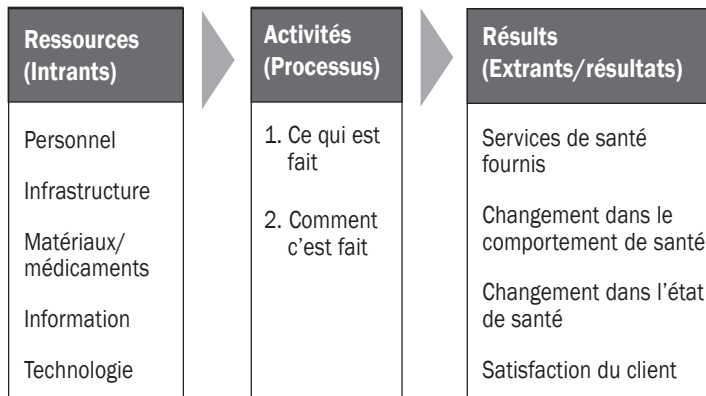 Ressources
(Intrants)
Personnel
Infrastructure
Matériaux/
médicaments
Information
Technologie
Activités
(Processus)
1. Ce qui est
fait
2. Comment
c'est fait
Résults
(Extrants/résultats)
Services de santé
fournis
Changement dans le
comportement de santé
Changement dans l'état
de santé
Satisfaction du client